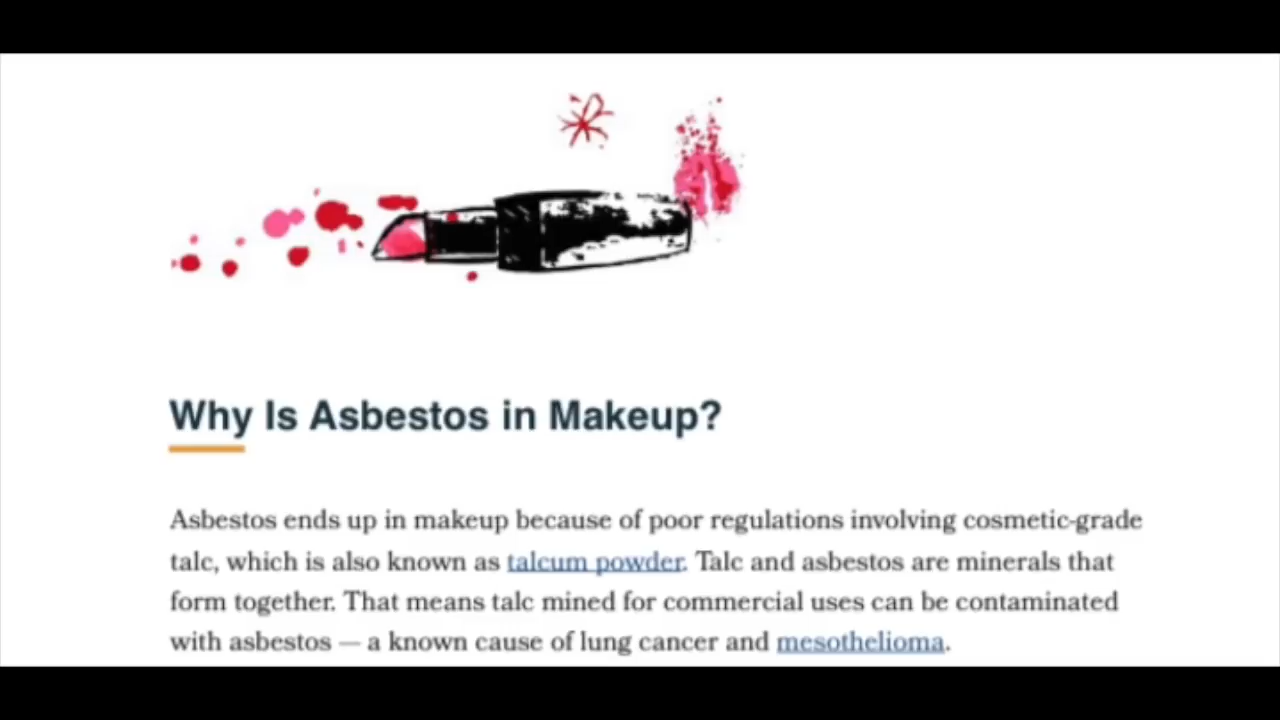 Why Is Asbestos in Makeup?
Asbestos ends up in makeup because of poor regulations involving cosmetic-grade
talc, which is also known as talcum powder. Talc and asbestos are minerals that
form together. That means talc mined for commercial uses can be contaminated
with asbestos — a known cause of lung cancer and mesothelioma.